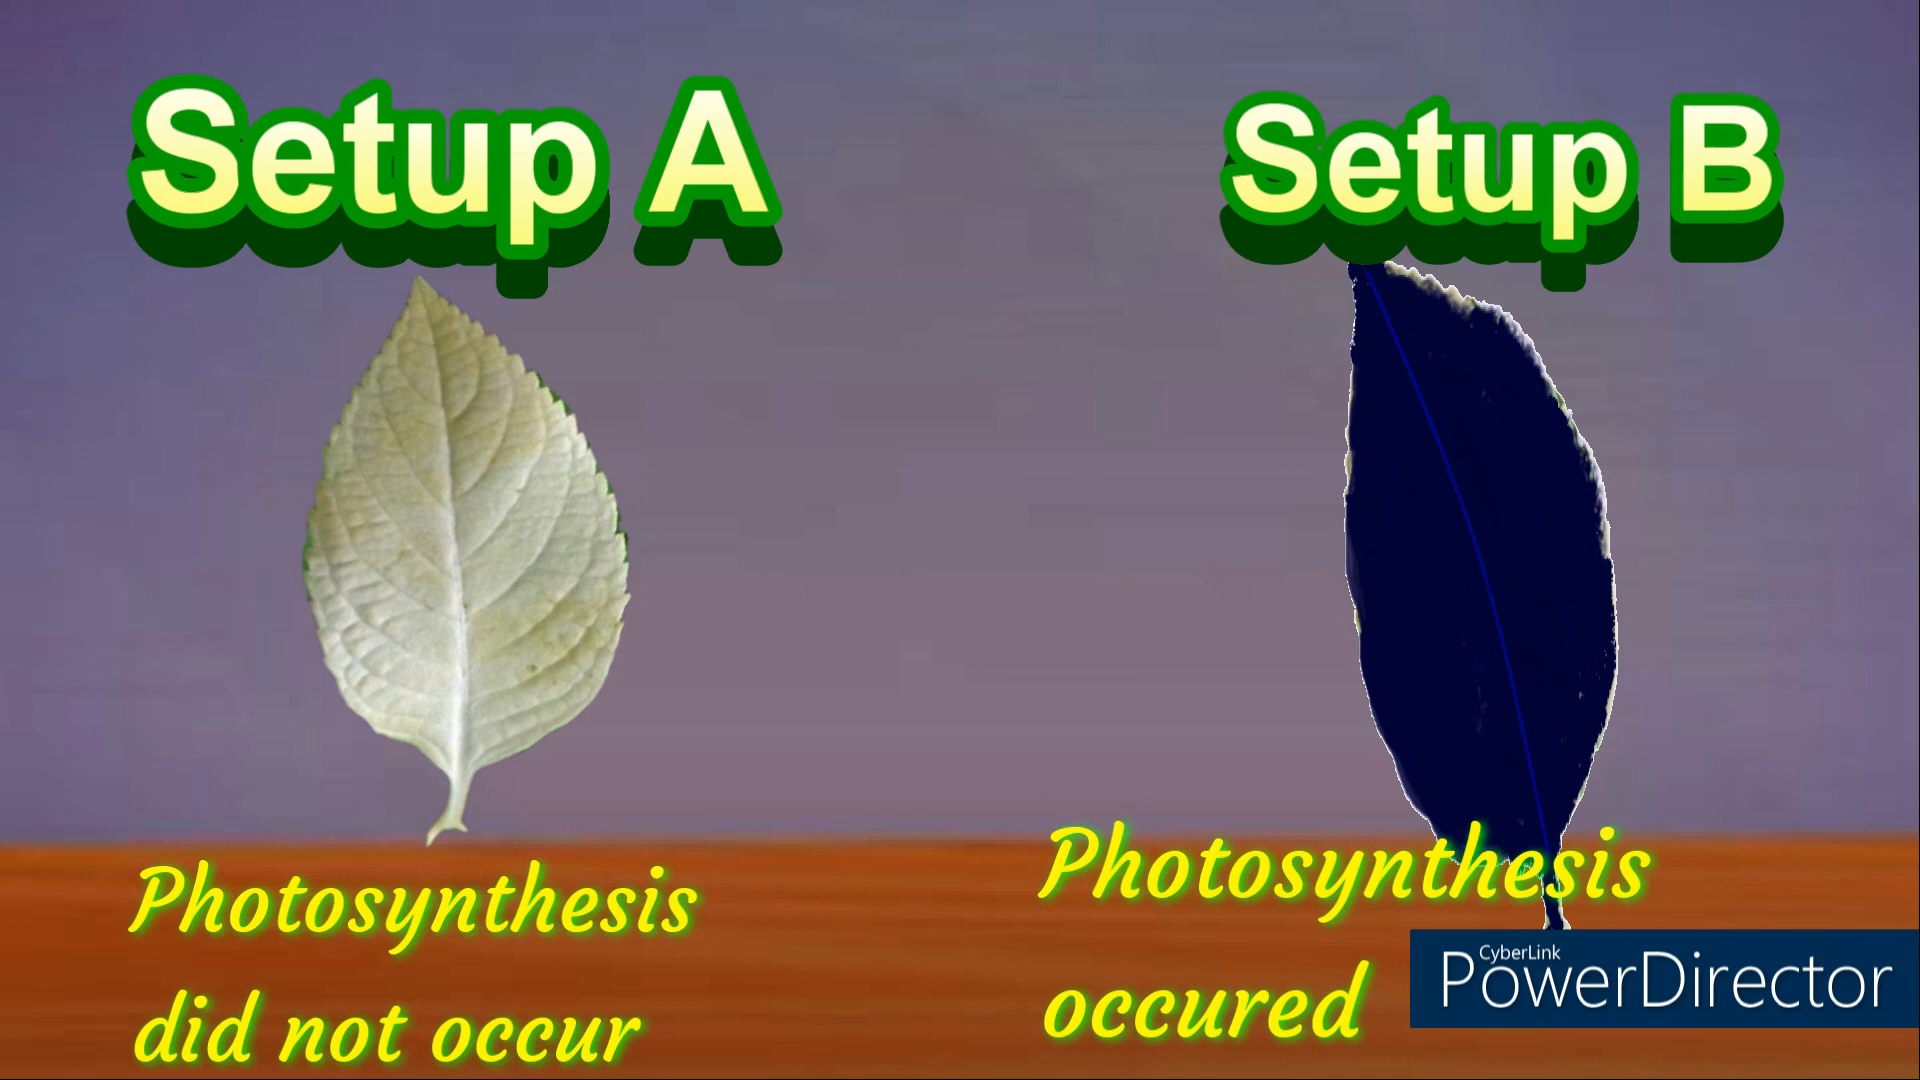 Setup A
Setup B
Photosynthesis
did not occur
Photosynthesis
occured
CyberLink
PowerDirector